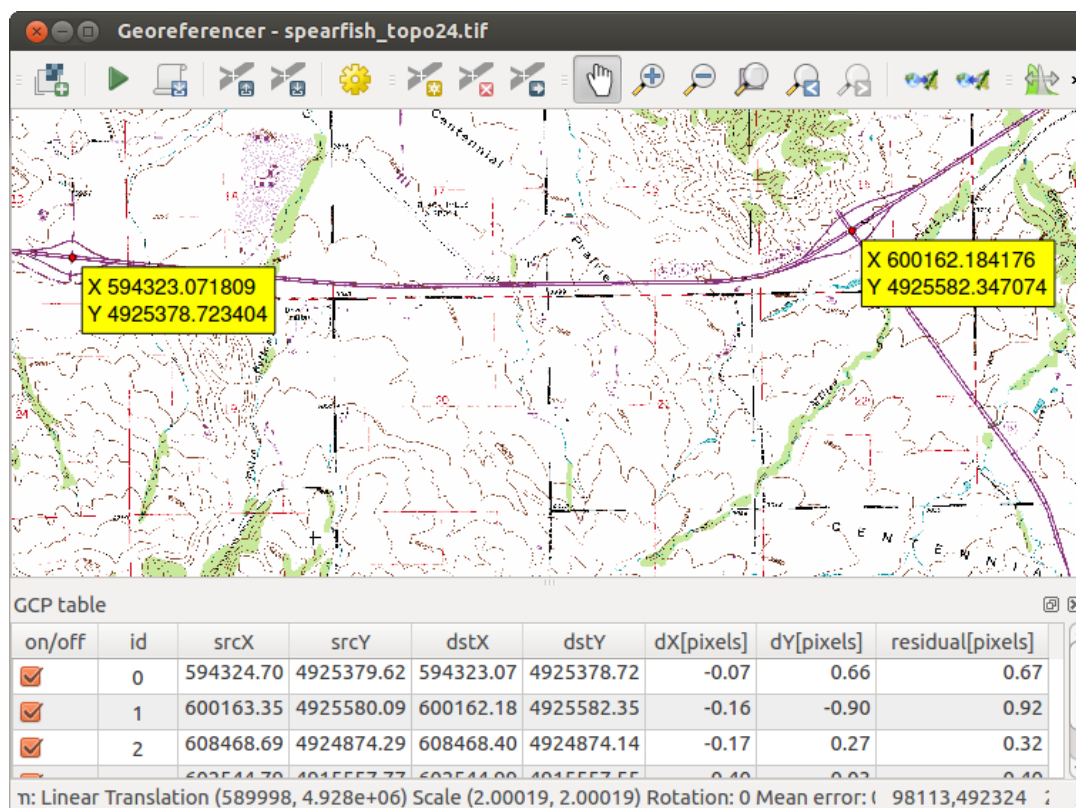 Georeferencer - spearfish_topo24.tif
Centennial
Prairie
X 600162.184176
Y 4925582.347074
X 594323.071809
Y 4925378.723404
CENTENNIA
GCP table
on/off id srcX srcY dstX dstY dX[pixels] dY[pixels] residual[pixels]
0 594324.70 4925379.62 594323.07 4925378.72 -0.07 0.66 0.67
1 600163.35 4925580.09 600162.18 4925582.35 -0.16 -0.90 0.92
2 608468.69 4924874.29 608468.40 4924874.14 -0.17 0.27 0.32
m: Linear Translation (589998, 4.928e+06) Scale (2.00019, 2.00019) Rotation: 0 Mean error: 98113,492324